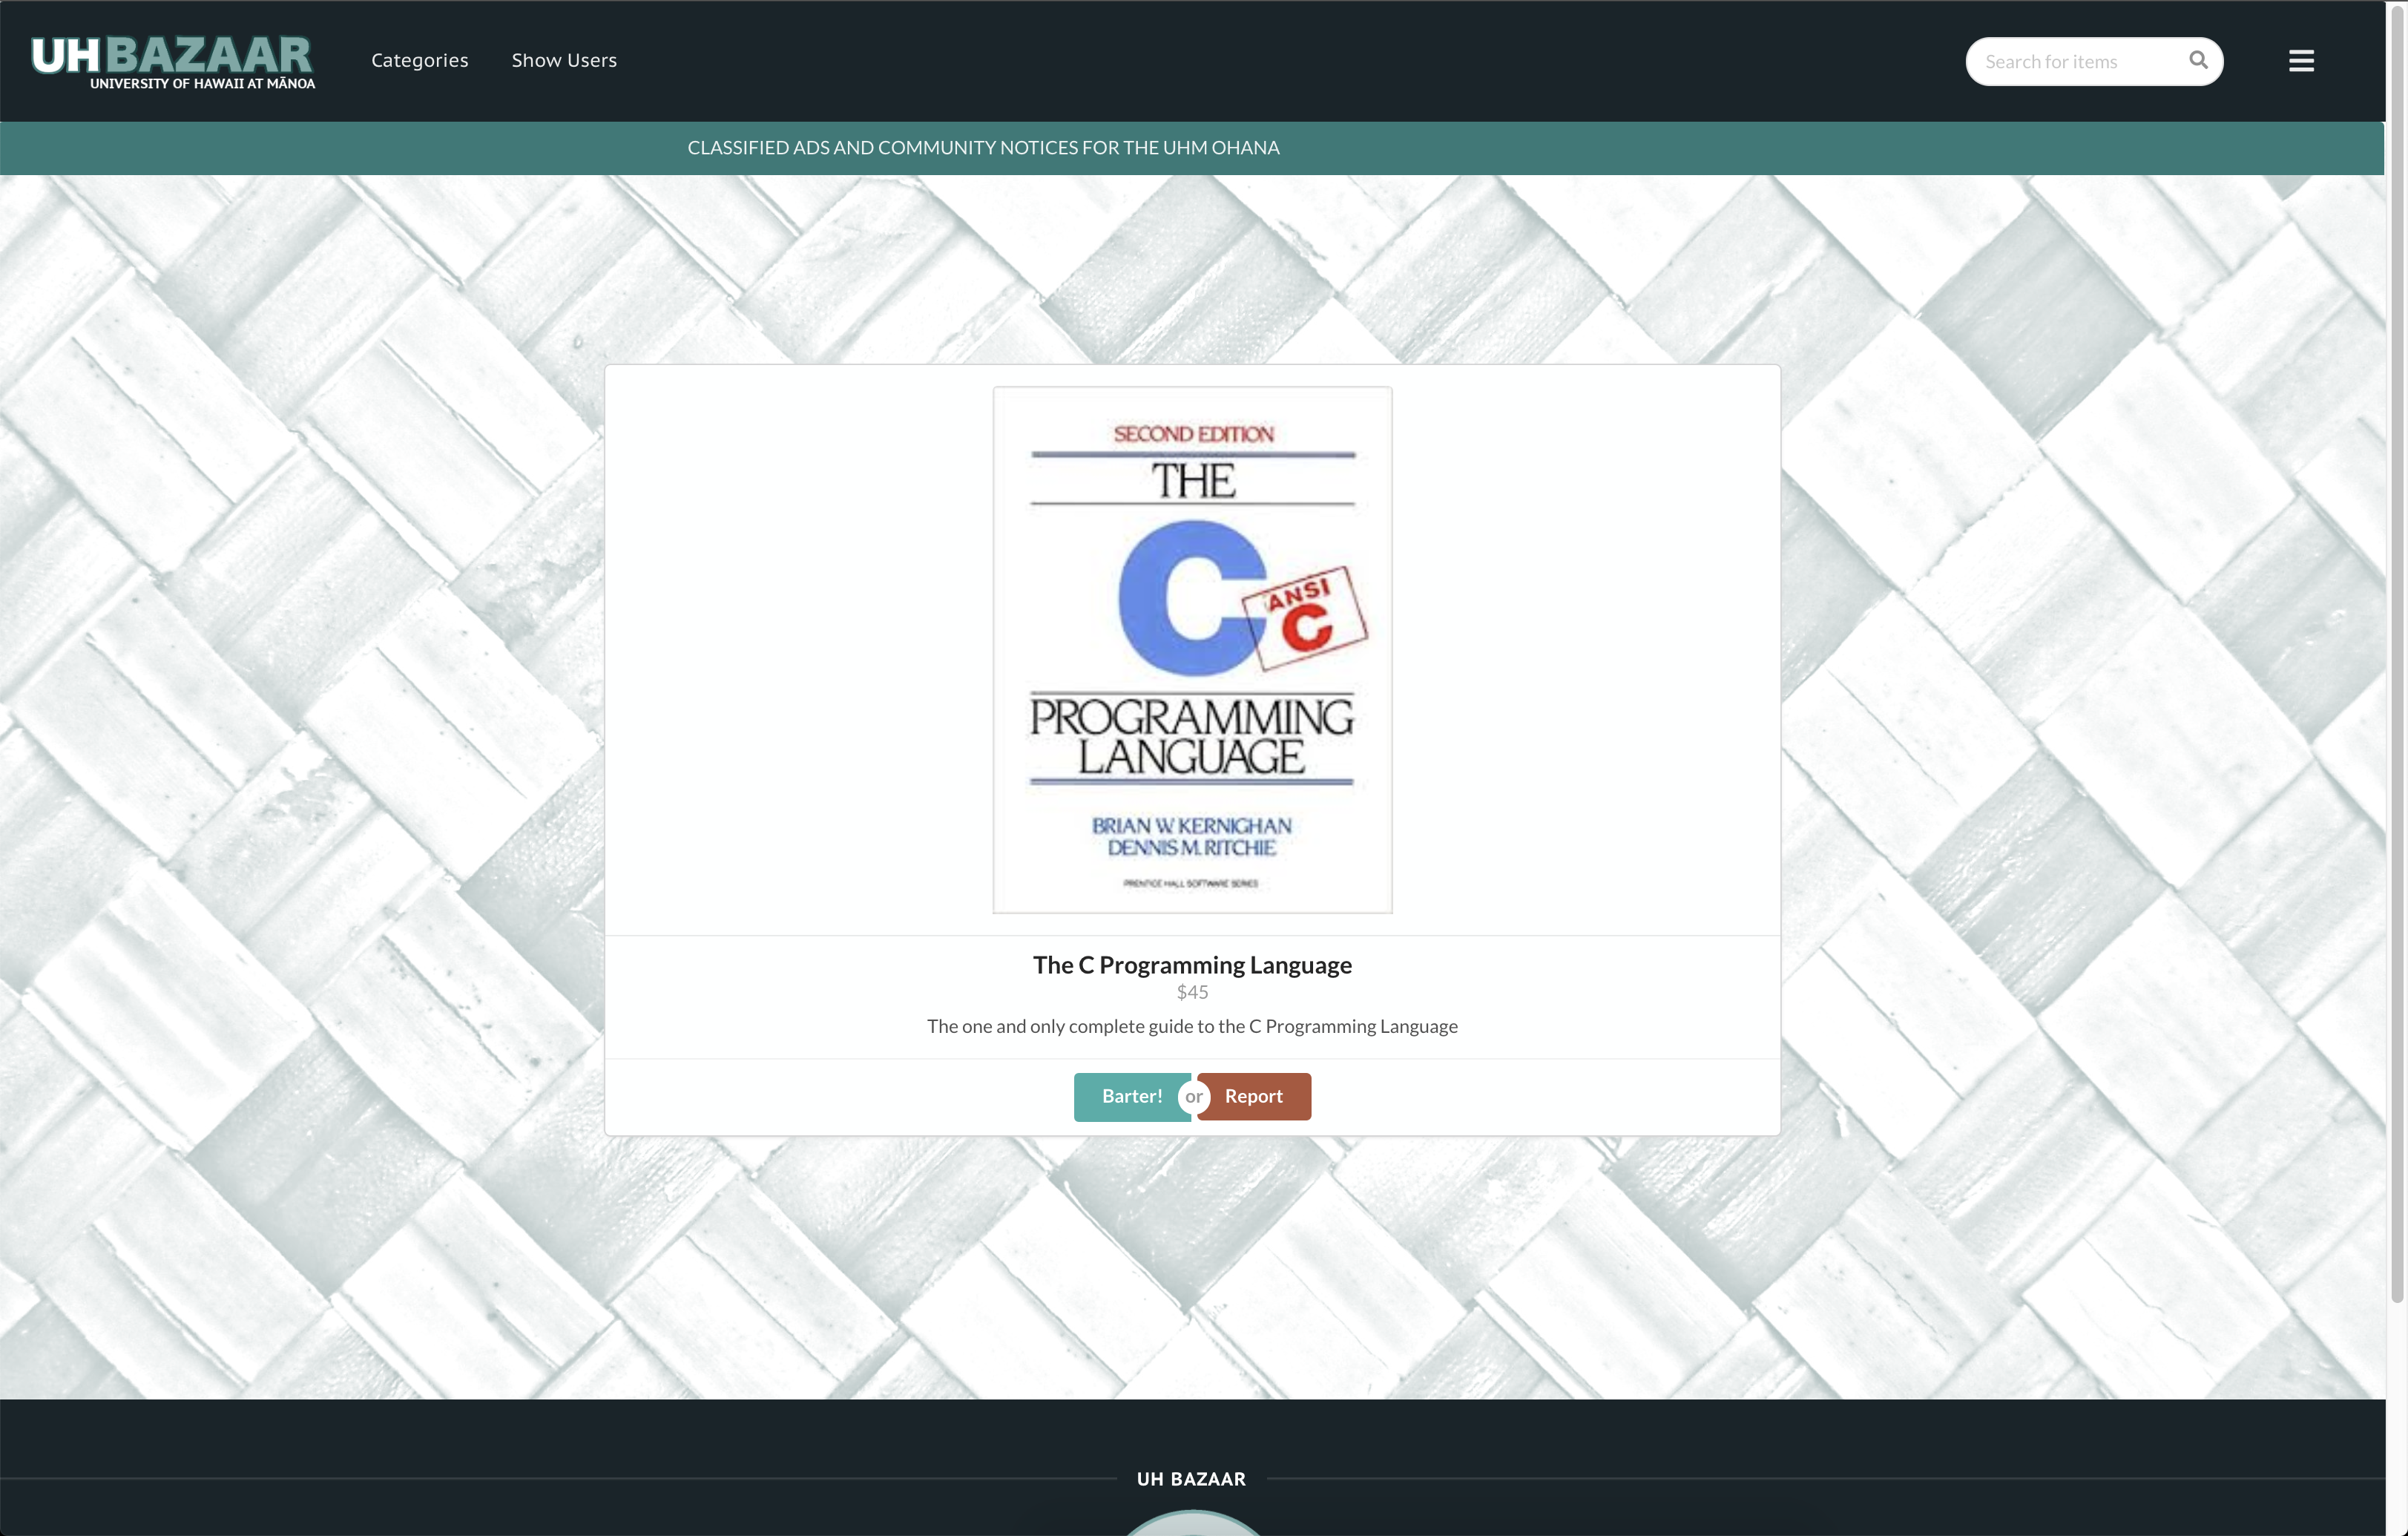 UHBAZAAR
UNIVERSITY OF HAWAII AT MĀNOA
Categories
Show Users
Search for items
CLASSIFIED ADS AND COMMUNITY NOTICES FOR THE UHM OHANA
SECOND EDITION
THE
C
ANSI
C
PROGRAMMING
LANGUAGE
BRIAN W. KERNIGHAN
DENNIS M. RITCHIE
PRENTICE HALL SOFTWARE SERIES
The C Programming Language
$45
The one and only complete guide to the C Programming Language
Barter! or Report
UH BAZAAR